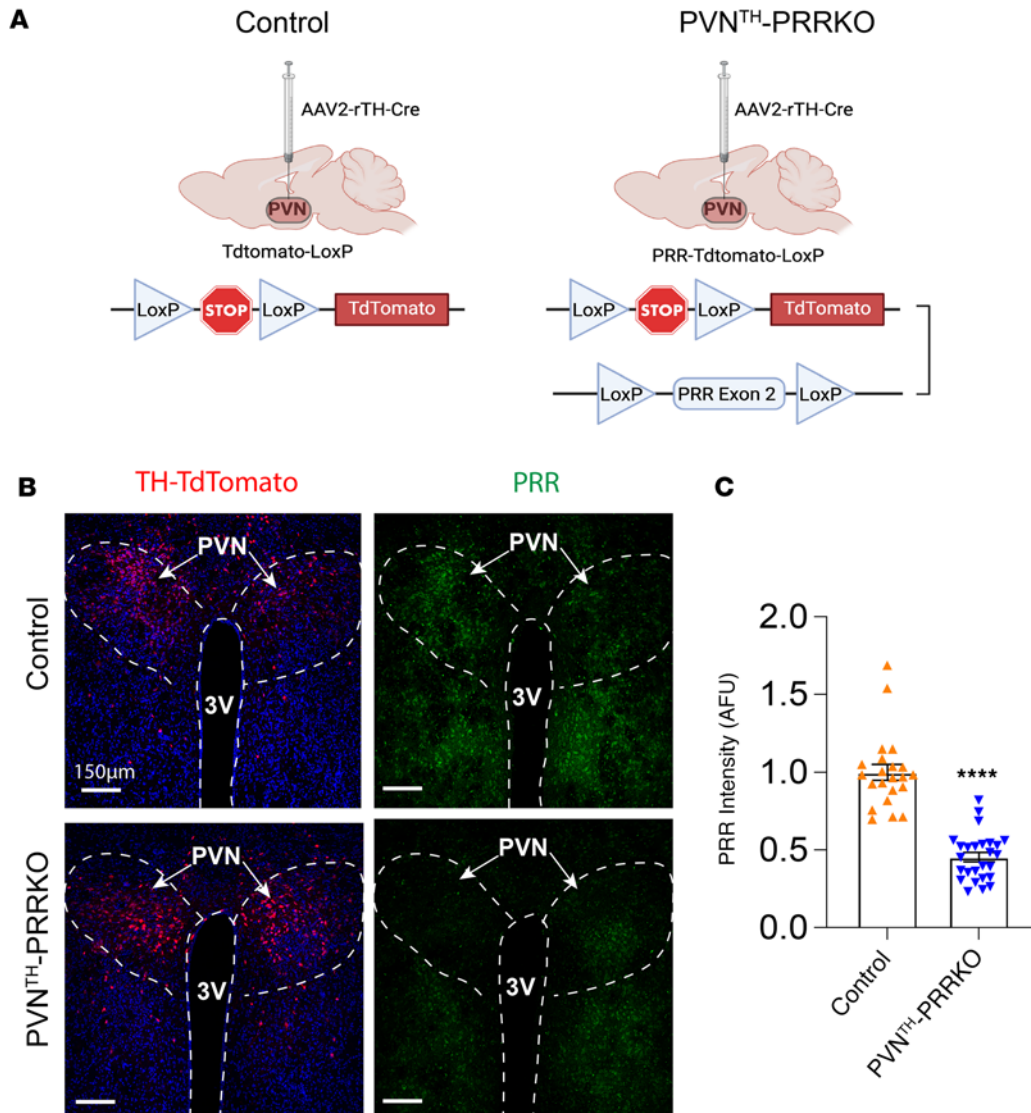 A
Control
PVNᵀᴴ-PRRKO
AAV2-rTH-Cre
AAV2-rTH-Cre
PVN
PVN
Tdtomato-LoxP
PRR-Tdtomato-LoxP
LoxP STOP LoxP TdTomato
LoxP STOP LoxP TdTomato
LoxP PRR Exon 2 LoxP
B
TH-TdTomato
PRR
Control
PVN
3V
150μm
PVN
3V
PVNᵀᴴ-PRRKO
PVN
3V
PVN
3V
C
PRR Intensity (AFU)
2.0
1.5
1.0
0.5
0.0
****
Control
PVNᵀᴴ-PRRKO